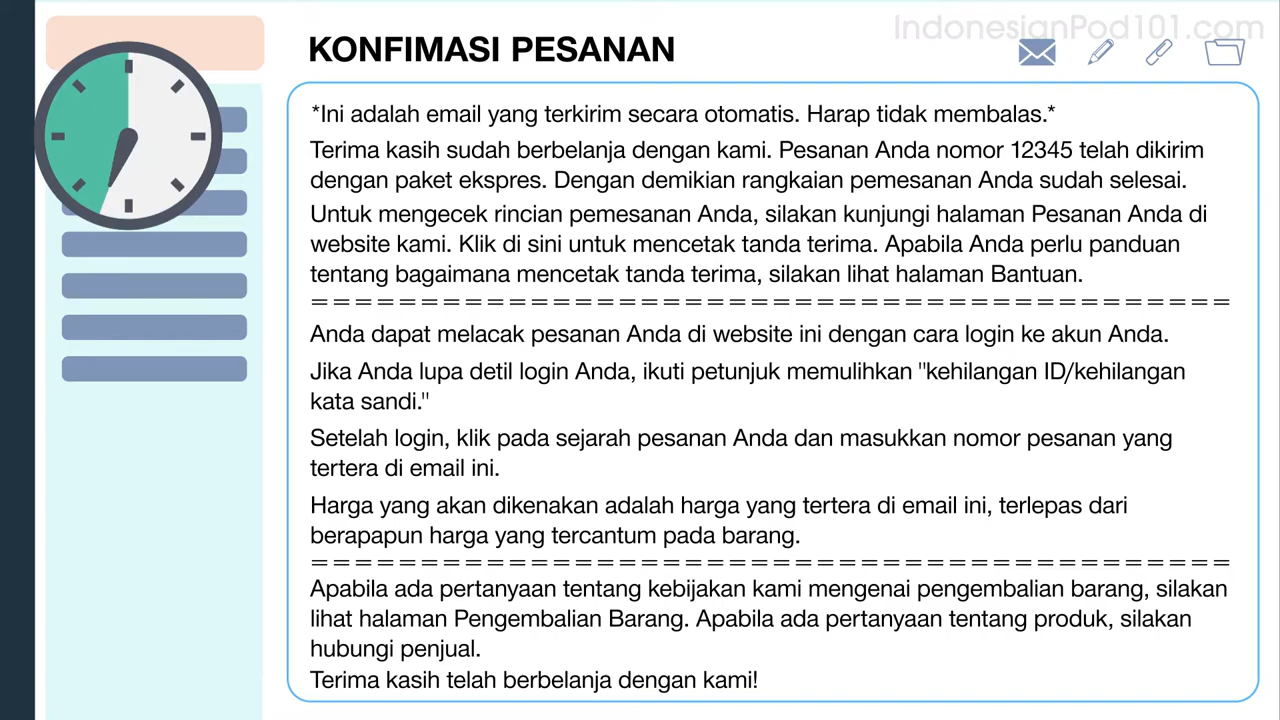 IndonesianPod101.com
KONFIMASI PESANAN
*Ini adalah email yang terkirim secara otomatis. Harap tidak membalas.*
Terima kasih sudah berbelanja dengan kami. Pesanan Anda nomor 12345 telah dikirim
dengan paket ekspres. Dengan demikian rangkaian pemesanan Anda sudah selesai.
Untuk mengecek rincian pemesanan Anda, silakan kunjungi halaman Pesanan Anda di
website kami. Klik di sini untuk mencetak tanda terima. Apabila Anda perlu panduan
tentang bagaimana mencetak tanda terima, silakan lihat halaman Bantuan.
==========================================
Anda dapat melacak pesanan Anda di website ini dengan cara login ke akun Anda.
Jika Anda lupa detil login Anda, ikuti petunjuk memulihkan "kehilangan ID/kehilangan
kata sandi."
Setelah login, klik pada sejarah pesanan Anda dan masukkan nomor pesanan yang
tertera di email ini.
Harga yang akan dikenakan adalah harga yang tertera di email ini, terlepas dari
berapapun harga yang tercantum pada barang.
==========================================
Apabila ada pertanyaan tentang kebijakan kami mengenai pengembalian barang, silakan
lihat halaman Pengembalian Barang. Apabila ada pertanyaan tentang produk, silakan
hubungi penjual.
Terima kasih telah berbelanja dengan kami!